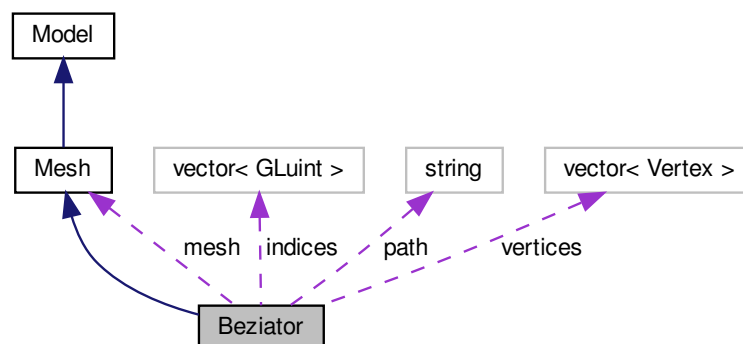 Model
Mesh
vector< GLuint >
string
vector< Vertex >
mesh
indices
path
vertices
Beziator